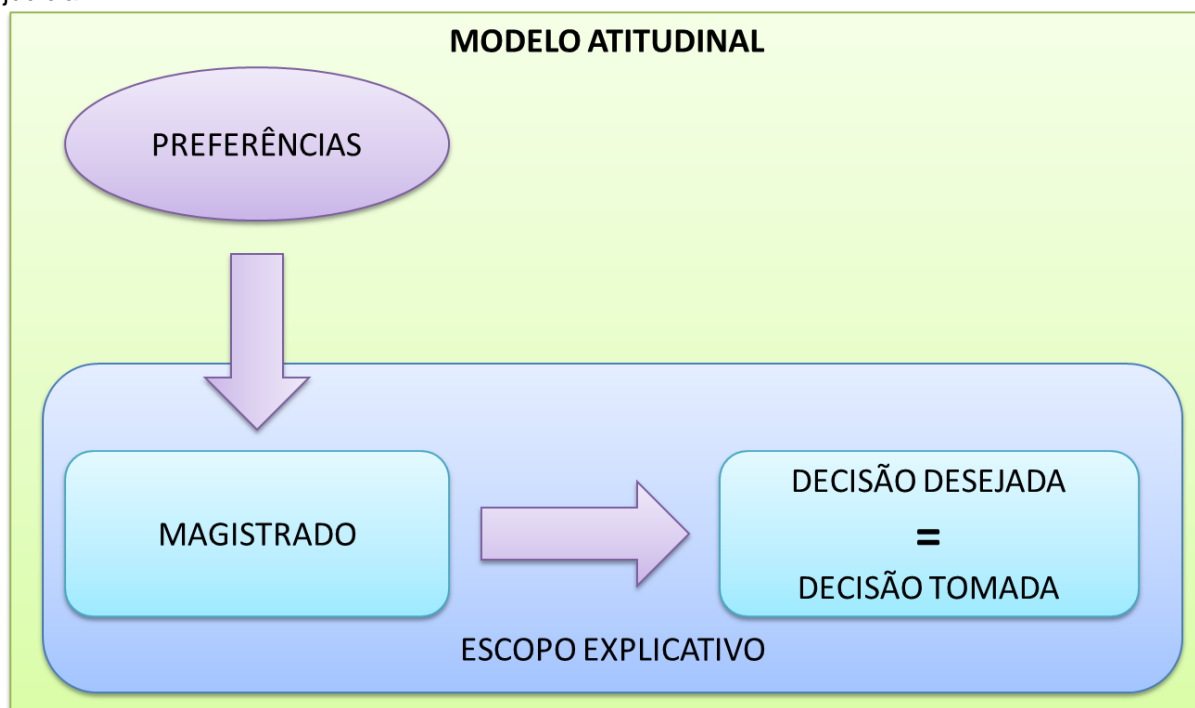 MODELO ATITUDINAL
PREFERÊNCIAS
MAGISTRADO
DECISÃO DESEJADA
=
DECISÃO TOMADA
ESCOPO EXPLICATIVO